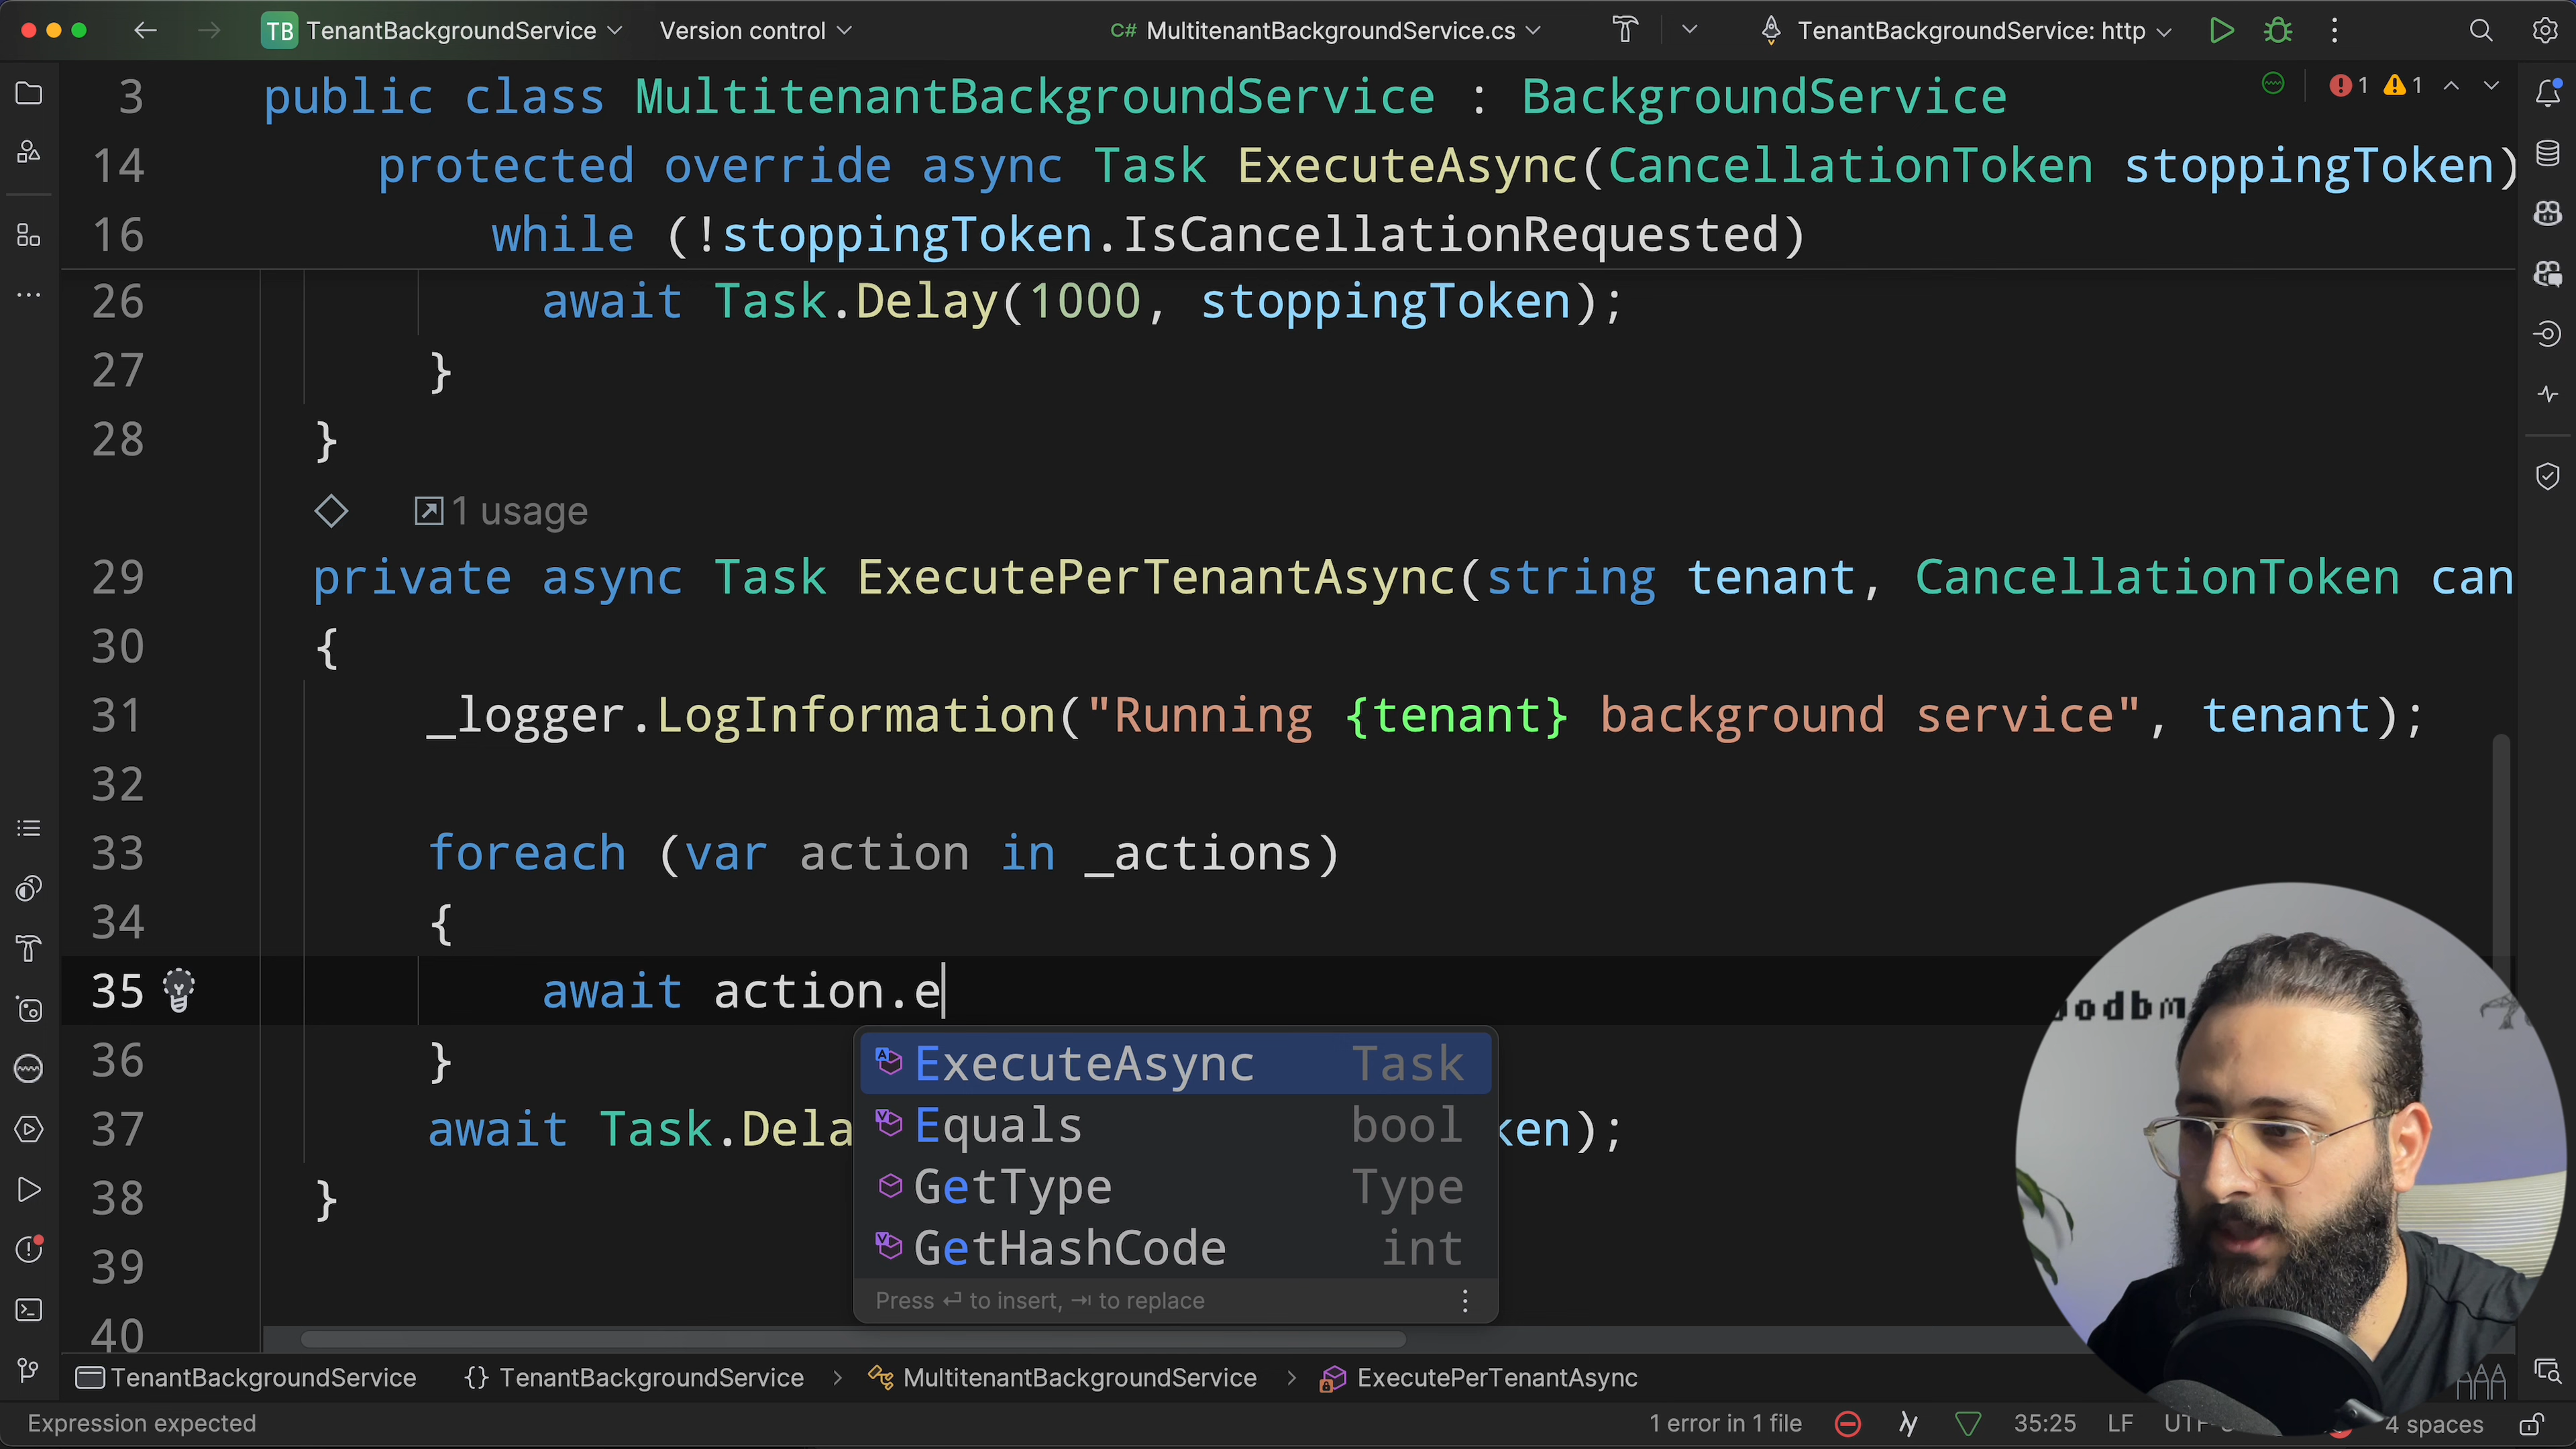 TB TenantBackgroundService Version control C# MultitenantBackgroundService.cs TenantBackgroundService: http
3 public class MultitenantBackgroundService : BackgroundService 1 1
14 protected override async Task ExecuteAsync(CancellationToken stoppingToken)
16 while (!stoppingToken.IsCancellationRequested)
26 await Task.Delay(1000, stoppingToken);
27 }
28 }
1 usage
29 private async Task ExecutePerTenantAsync(string tenant, CancellationToken can
30 {
31 _logger.LogInformation("Running {tenant} background service", tenant);
32
33 foreach (var action in _actions)
34 {
35 await action.e
36 }
37 await Task.Dela ken);
38 }
39
40
ExecuteAsync Task
Equals bool
GetType Type
GetHashCode int
Press ↵ to insert, ⇥ to replace
TenantBackgroundService {} TenantBackgroundService > MultitenantBackgroundService > ExecutePerTenantAsync
Expression expected 1 error in 1 file 35:25 LF UTF- 4 spaces